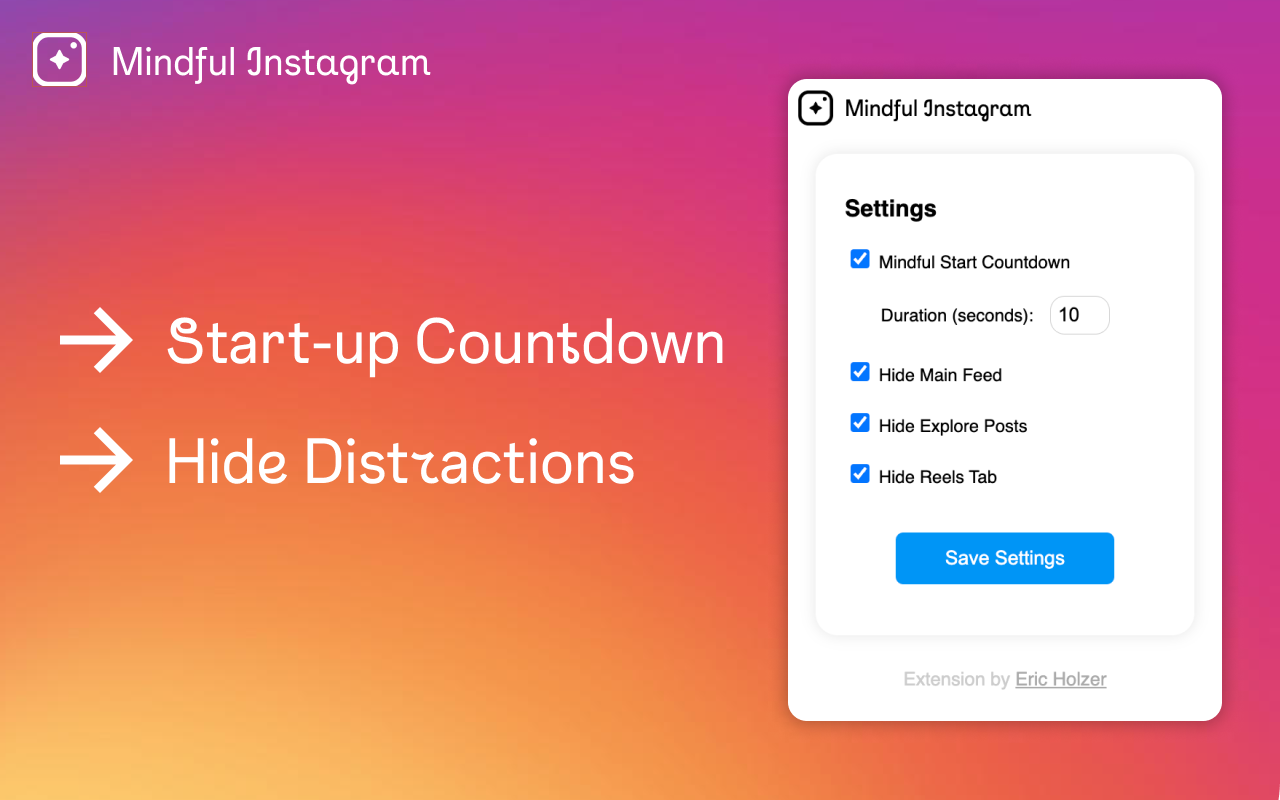 Mindful Instagram
Start-up Countdown
Hide Distractions
Mindful Instagram
Settings
Mindful Start Countdown
Duration (seconds): 10
Hide Main Feed
Hide Explore Posts
Hide Reels Tab
Save Settings
Extension by Eric Holzer